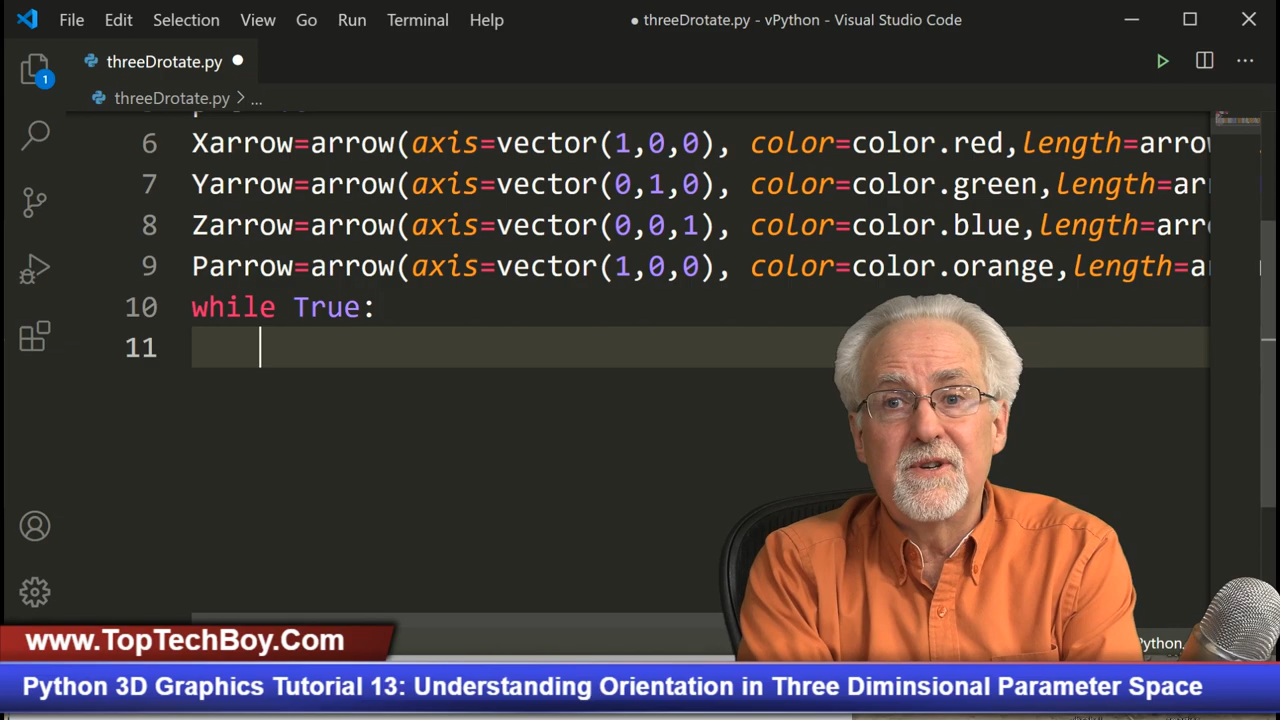 File Edit Selection View Go Run Terminal Help ● threeDrotate.py - vPython - Visual Studio Code
threeDrotate.py
1
threeDrotate.py > ...
6 Xarrow=arrow(axis=vector(1,0,0), color=color.red,length=arrow
7 Yarrow=arrow(axis=vector(0,1,0), color=color.green,length=arr
8 Zarrow=arrow(axis=vector(0,0,1), color=color.blue,length=arro
9 Parrow=arrow(axis=vector(1,0,0), color=color.orange,length=ar
10 while True:
11
www.TopTechBoy.Com
Python
Python 3D Graphics Tutorial 13: Understanding Orientation in Three Diminsional Parameter Space